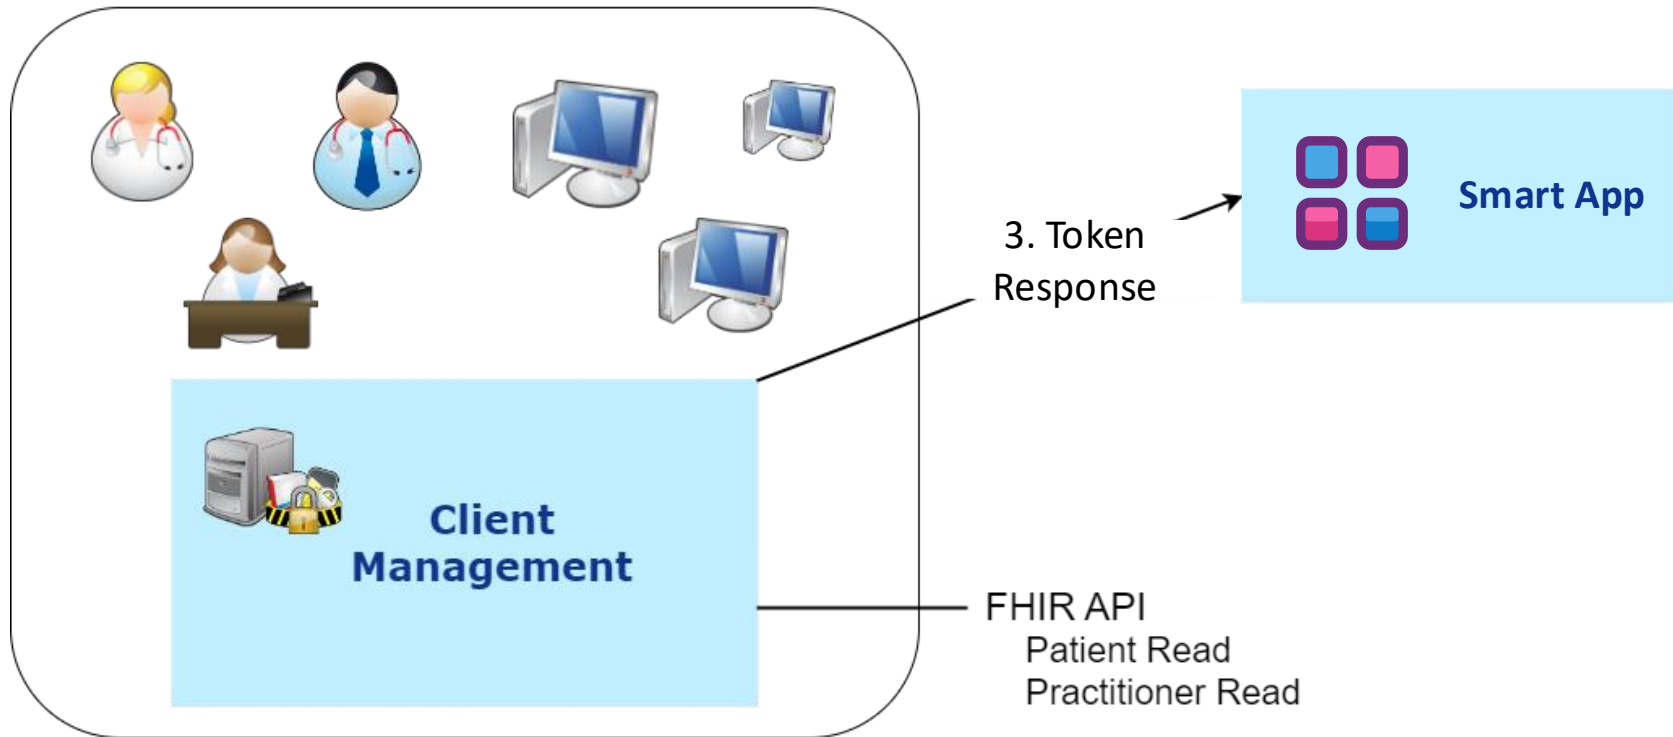 3. Token
Response
Smart App
Client
Management
FHIR API
Patient Read
Practitioner Read